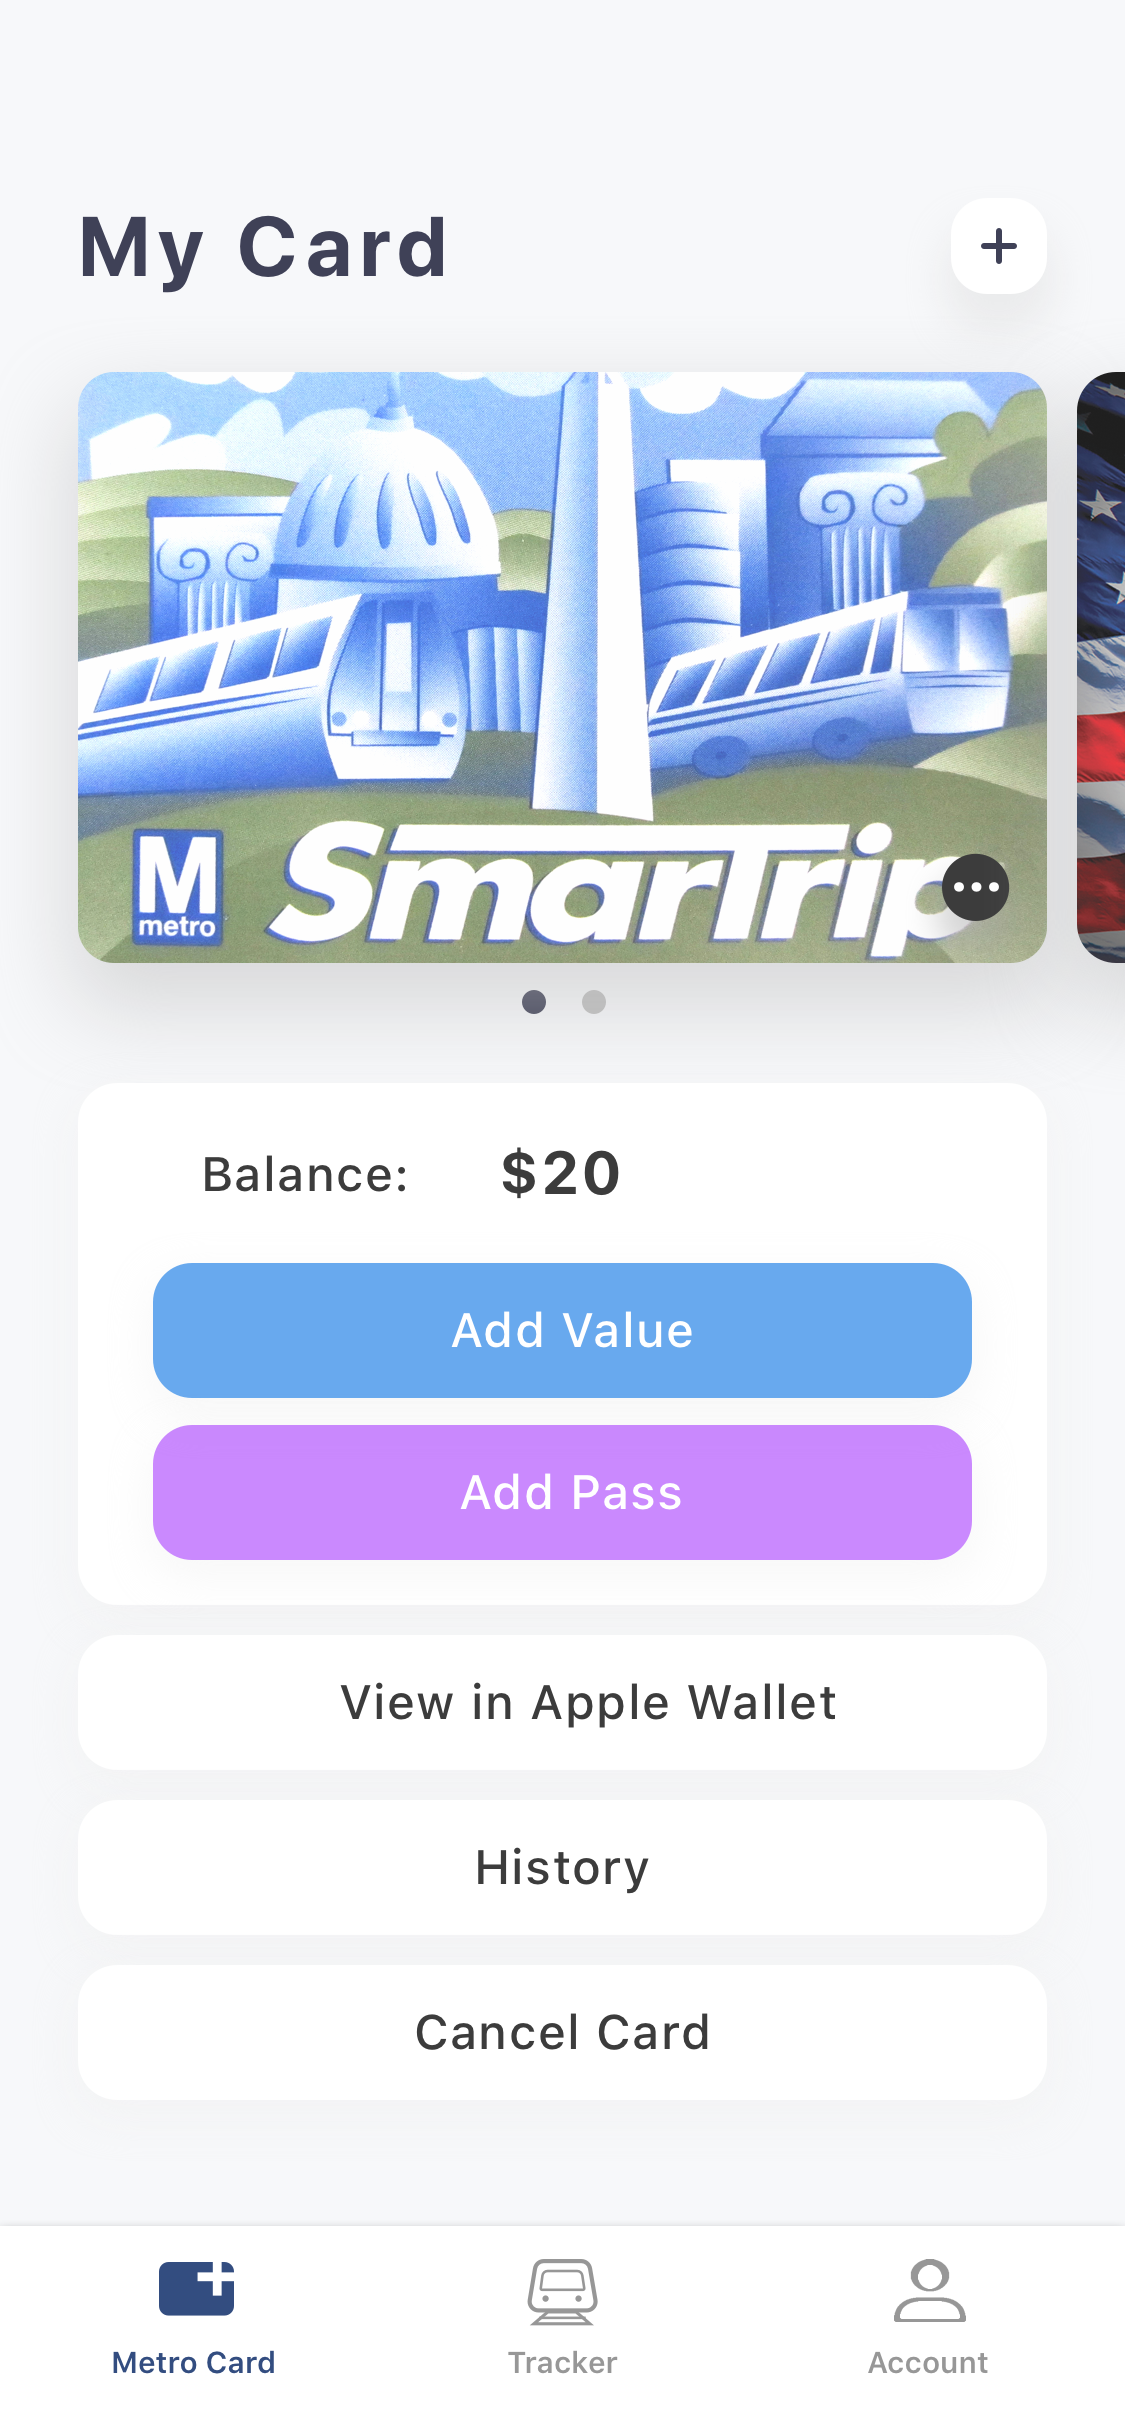 My Card
M
metro
SmarTrip
Balance: $20
Add Value
Add Pass
View in Apple Wallet
History
Cancel Card
Metro Card
Tracker
Account